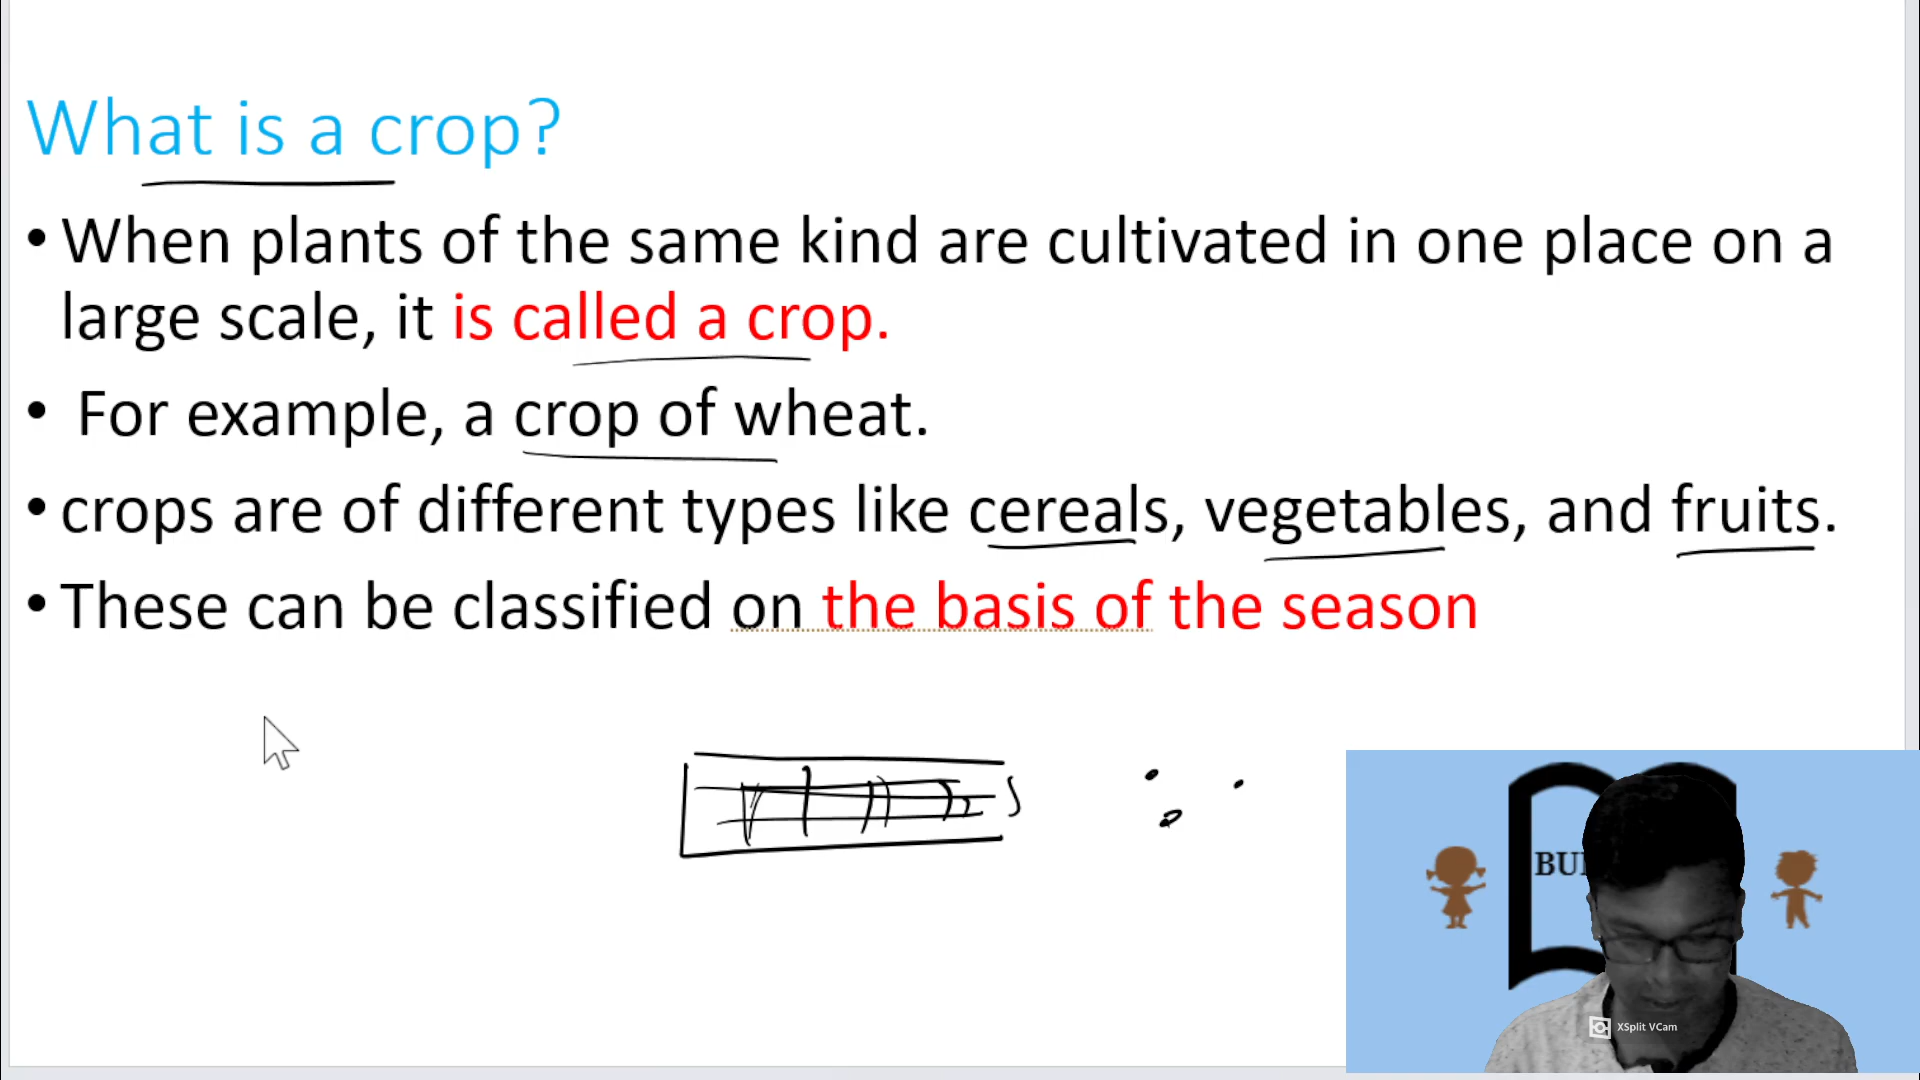 What is a crop?
• When plants of the same kind are cultivated in one place on a
large scale, it is called a crop.
• For example, a crop of wheat.
• crops are of different types like cereals, vegetables, and fruits.
• These can be classified on the basis of the season
XSplit VCam